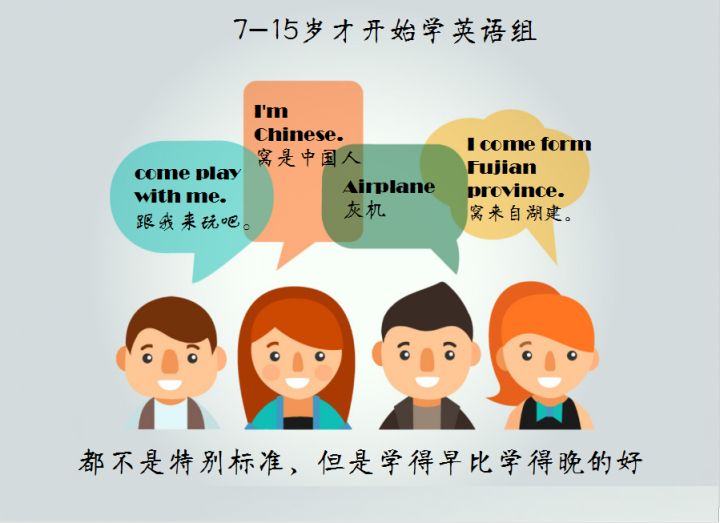 7-15岁才开始学英语组
come play
with me.
跟我来玩吧。
I'm
Chinese.
窝是中国人
Airplane
灰机
I come form
Fujian
province.
窝来自湖建。
都不是特别标准、但是学得早比学得晚的好